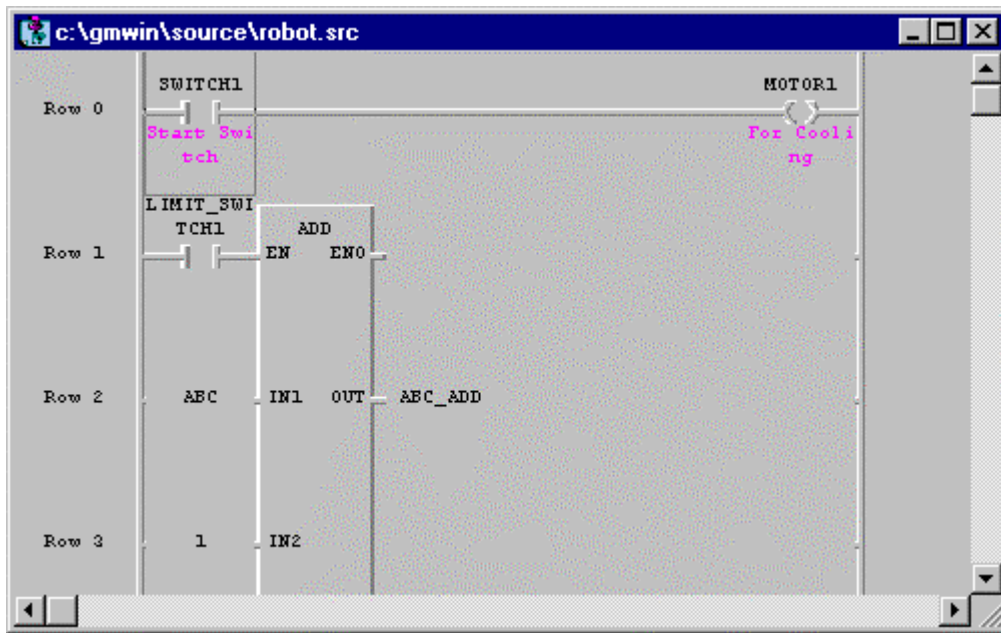 c:\gmwin\source\robot.src
SWITCH1 MOTOR1
Row 0
Start Swi For Cooli
tch ng
LIMIT_SWI
TCH1 ADD
Row 1 EN ENO
Row 2 ABC IN1 OUT ABC_ADD
Row 3 1 IN2